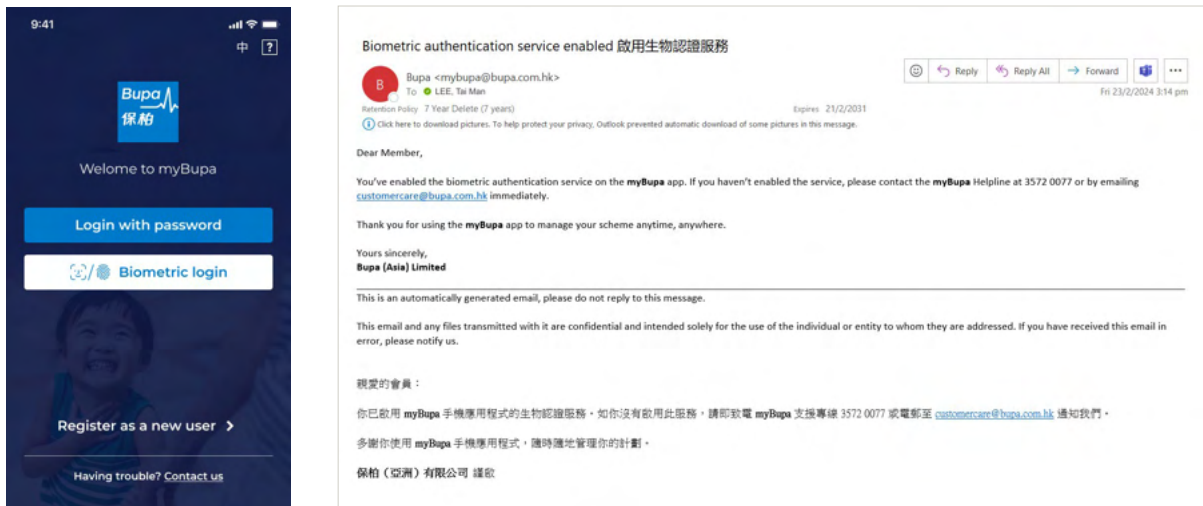 9:41
中 ?
Bupa
保柏
Welome to myBupa
Login with password
Biometric login
Register as a new user
Having trouble? Contact us
Biometric authentication service enabled 啟用生物認證服務
B
Bupa <mybupa@bupa.com.hk>
To LEE, Tai Man
Reply Reply All Forward
Fri 23/2/2024 3:14 pm
Retention Policy 7 Year Delete (7 years) Expires 21/2/2031
Click here to download pictures. To help protect your privacy, Outlook prevented automatic download of some pictures in this message.
Dear Member,
You've enabled the biometric authentication service on the myBupa app. If you haven't enabled the service, please contact the myBupa Helpline at 3572 0077 or by emailing
customercare@bupa.com.hk immediately.
Thank you for using the myBupa app to manage your scheme anytime, anywhere.
Yours sincerely,
Bupa (Asia) Limited
This is an automatically generated email, please do not reply to this message.
This email and any files transmitted with it are confidential and intended solely for the use of the individual or entity to whom they are addressed. If you have received this email in
error, please notify us.
親愛的會員：
你已啟用 myBupa 手機應用程式的生物認證服務。如你沒有啟用此服務，請即致電 myBupa 支援專線 3572 0077 或電郵至 customercare@bupa.com.hk 通知我們。
多謝你使用 myBupa 手機應用程式，隨時隨地管理你的計劃。
保柏（亞洲）有限公司 謹啟